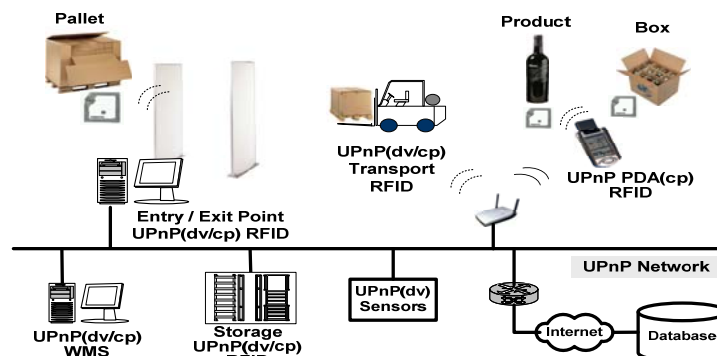 Pallet
Product
Box
UPnP(dv/cp)
Transport
RFID
UPnP PDA(cp)
RFID
Entry / Exit Point
UPnP(dv/cp) RFID
UPnP Network
UPnP(dv)
Sensors
UPnP(dv/cp)
WMS
Storage
UPnP(dv/cp)
RFID
Internet
Database